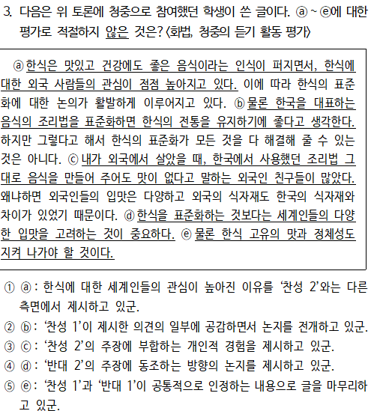 3. 다음은 위 토론에 청중으로 참여했던 학생이 쓴 글이다. ⓐ~ⓔ에 대한
평가로 적절하지 않은 것은?<화법, 청중의 듣기 활동 평가>
ⓐ한식은 맛있고 건강에도 좋은 음식이라는 인식이 퍼지면서, 한식에
대한 외국 사람들의 관심이 점점 높아지고 있다. 이에 따라 한식의 표준
화에 대한 논의가 활발하게 이루어지고 있다. ⓑ물론 한국을 대표하는
음식의 조리법을 표준화하면 한식의 전통을 유지하기에 좋다고 생각한다.
하지만 그렇다고 해서 한식의 표준화가 모든 것을 다 해결해 줄 수 있는
것은 아니다. ⓒ내가 외국에서 살았을 때, 한국에서 사용했던 조리법 그
대로 음식을 만들어 주어도 맛이 없다고 말하는 외국인 친구들이 많았다.
왜냐하면 외국인들의 입맛은 다양하고 외국의 식자재도 한국의 식자재와
차이가 있었기 때문이다. ⓓ한식을 표준화하는 것보다는 세계인들의 다양
한 입맛을 고려하는 것이 중요하다. ⓔ물론 한식 고유의 맛과 정체성도
지켜 나가야 할 것이다.
① ⓐ: 한식에 대한 세계인들의 관심이 높아진 이유를 ‘찬성 2’와는 다른
측면에서 제시하고 있군.
② ⓑ: ‘찬성 1’이 제시한 의견의 일부에 공감하면서 논지를 전개하고 있군.
③ ⓒ: ‘찬성 2’의 주장에 부합하는 개인적 경험을 제시하고 있군.
④ ⓓ: ‘반대 2’의 주장에 동조하는 방향의 논지를 제시하고 있군.
⑤ ⓔ: ‘찬성 1’과 ‘반대 1’이 공통적으로 인정하는 내용으로 글을 마무리하
고 있군.